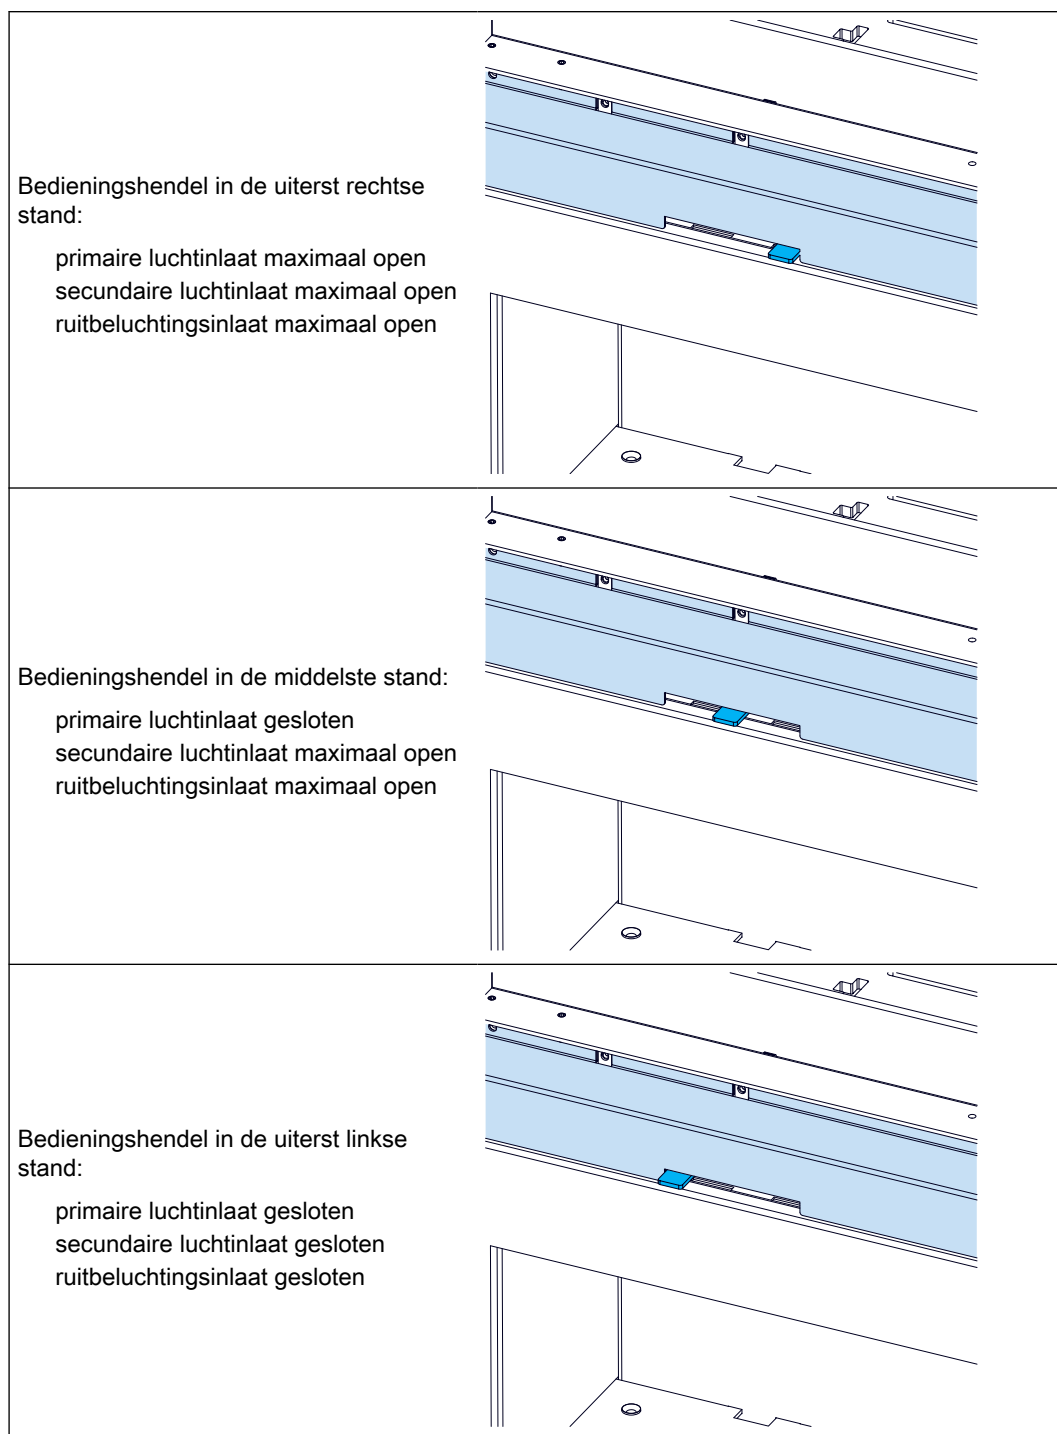 Bedieningshendel in de uiterst rechtse
stand:
primaire luchtinlaat maximaal open
secundaire luchtinlaat maximaal open
ruitbeluchtingsinlaat maximaal open
Bedieningshendel in de middelste stand:
primaire luchtinlaat gesloten
secundaire luchtinlaat maximaal open
ruitbeluchtingsinlaat maximaal open
Bedieningshendel in de uiterst linkse
stand:
primaire luchtinlaat gesloten
secundaire luchtinlaat gesloten
ruitbeluchtingsinlaat gesloten